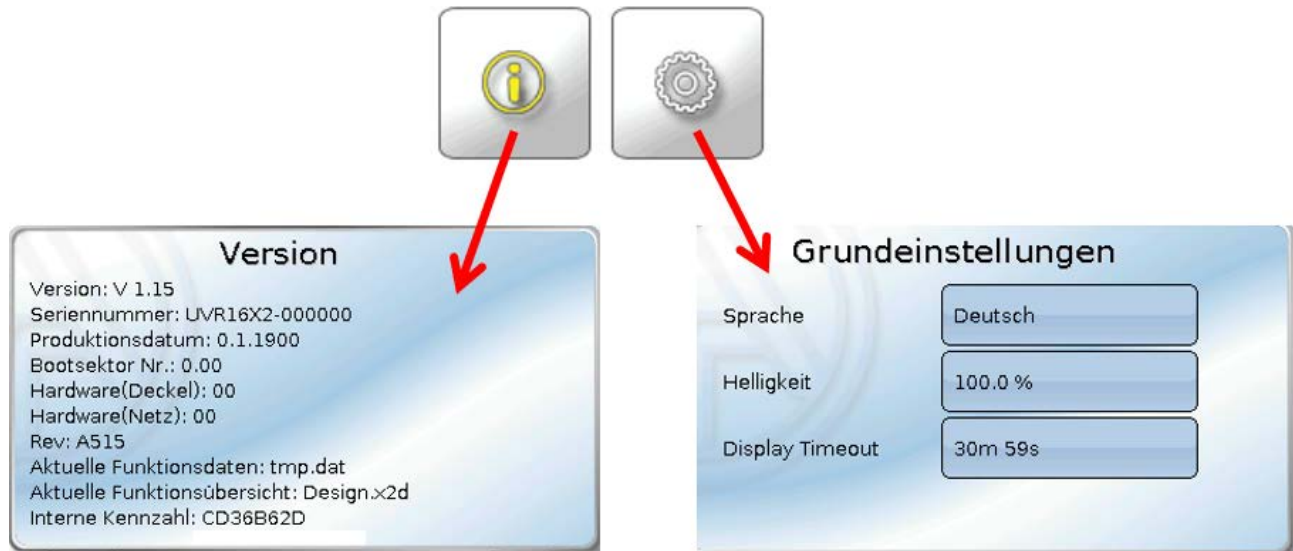 Version
Version: V 1.15
Seriennummer: UVR16X2-000000
Produktionsdatum: 0.1.1900
Bootsektor Nr.: 0.00
Hardware(Deckel): 00
Hardware(Netz): 00
Rev: A515
Aktuelle Funktionsdaten: tmp.dat
Aktuelle Funktionsübersicht: Design.x2d
Interne Kennzahl: CD36B62D
Grundeinstellungen
Sprache Deutsch
Helligkeit 100.0 %
Display Timeout 30m 59s